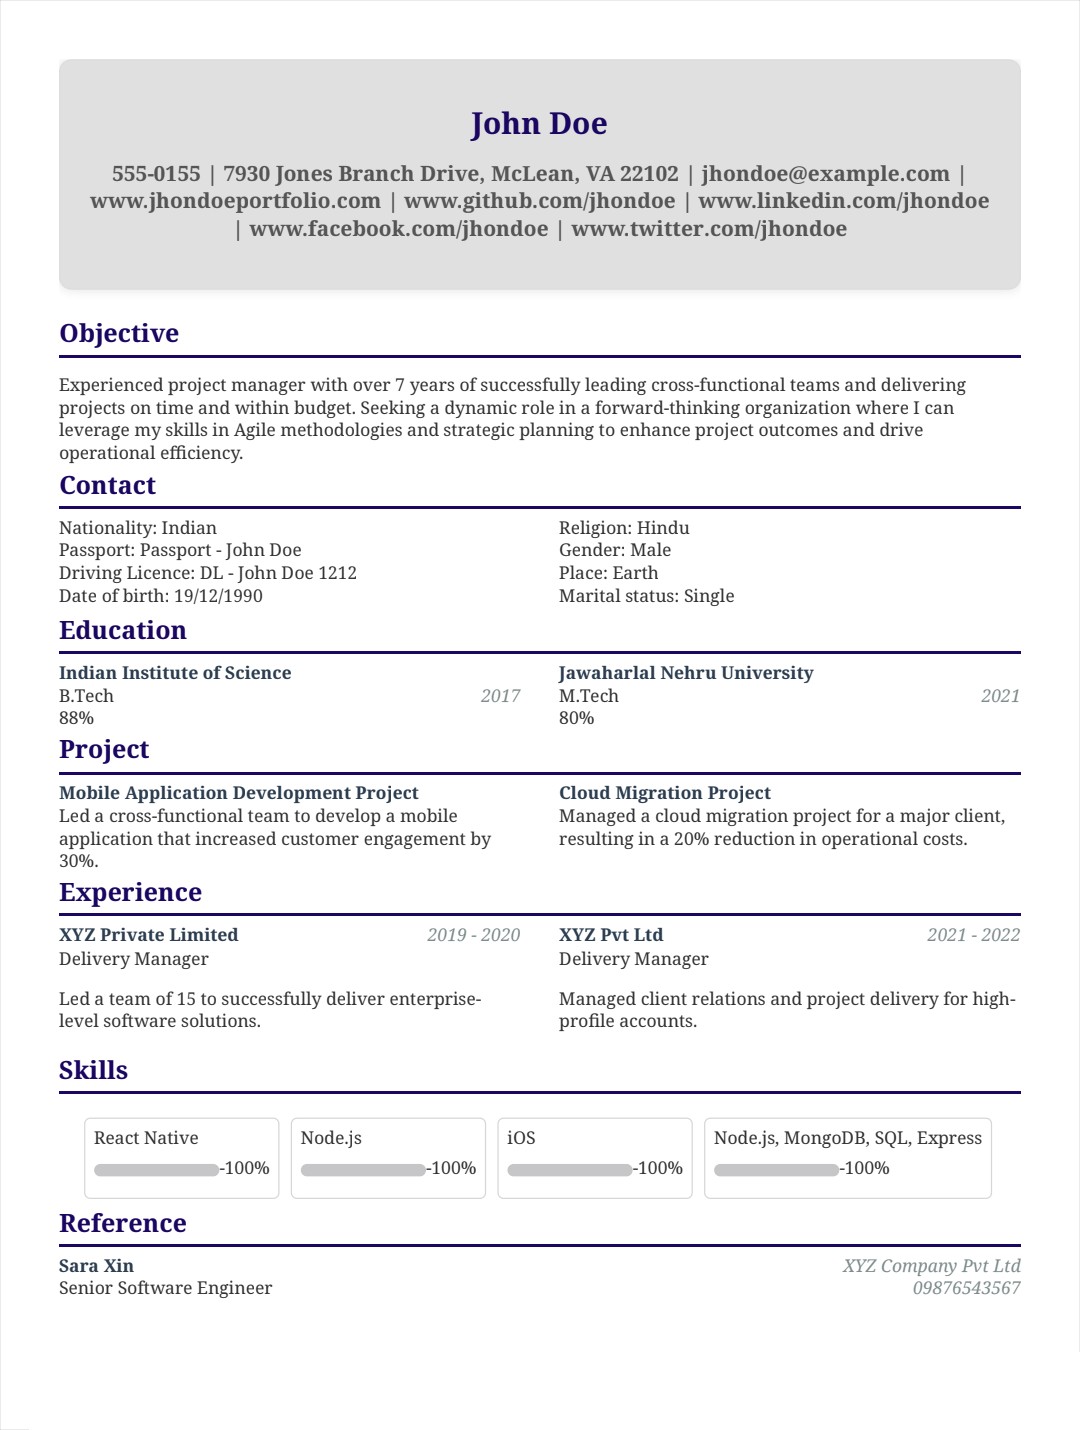 John Doe
555-0155 | 7930 Jones Branch Drive, McLean, VA 22102 | jhondoe@example.com |
www.jhondoeportfolio.com | www.github.com/jhondoe | www.linkedin.com/jhondoe
| www.facebook.com/jhondoe | www.twitter.com/jhondoe
Objective
Experienced project manager with over 7 years of successfully leading cross-functional teams and delivering
projects on time and within budget. Seeking a dynamic role in a forward-thinking organization where I can
leverage my skills in Agile methodologies and strategic planning to enhance project outcomes and drive
operational efficiency.
Contact
Nationality: Indian
Passport: Passport - John Doe
Driving Licence: DL - John Doe 1212
Date of birth: 19/12/1990
Religion: Hindu
Gender: Male
Place: Earth
Marital status: Single
Education
Indian Institute of Science
B.Tech 2017
88%
Jawaharlal Nehru University
M.Tech 2021
80%
Project
Mobile Application Development Project
Led a cross-functional team to develop a mobile
application that increased customer engagement by
30%.
Cloud Migration Project
Managed a cloud migration project for a major client,
resulting in a 20% reduction in operational costs.
Experience
XYZ Private Limited 2019 - 2020
Delivery Manager
Led a team of 15 to successfully deliver enterprise-
level software solutions.
XYZ Pvt Ltd 2021 - 2022
Delivery Manager
Managed client relations and project delivery for high-
profile accounts.
Skills
React Native
-100%
Node.js
-100%
iOS
-100%
Node.js, MongoDB, SQL, Express
-100%
Reference
Sara Xin XYZ Company Pvt Ltd
Senior Software Engineer 09876543567